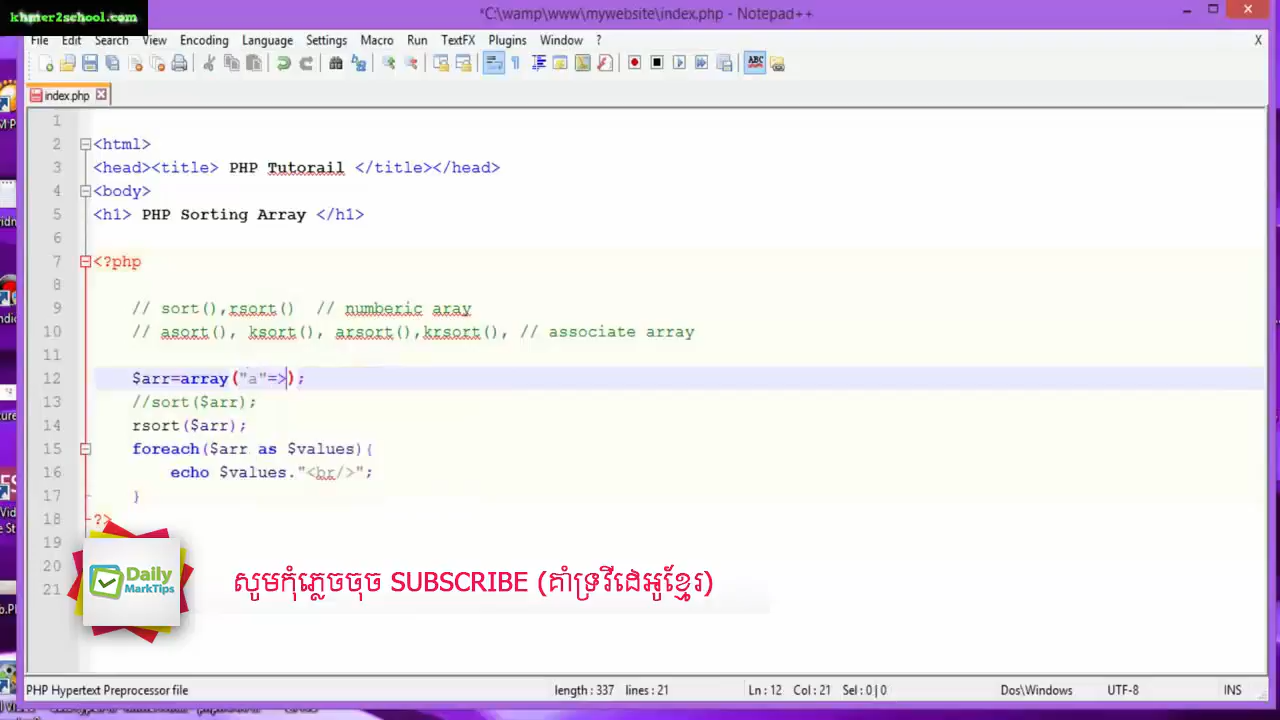 khmer2school.com
*C:\wamp\www\mywebsite\index.php - Notepad++
File Edit Search View Encoding Language Settings Macro Run TextFX Plugins Window ? X
index.php
1
2 <html>
3 <head><title> PHP Tutorail </title></head>
4 <body>
5 <h1> PHP Sorting Array </h1>
6
7 <?php
8
9 // sort(),rsort() // numberic aray
10 // asort(), ksort(), arsort(),krsort(), // associate array
11
12 $arr=array("a"=>);
13 //sort($arr);
14 rsort($arr);
15 foreach($arr as $values){
16 echo $values."<br/>";
17 }
18 ?>
19
20
21
Daily
MarkTips
សូមកុំភ្លេចចុច SUBSCRIBE (គាំទ្រវីដេអូខ្មែរ)
PHP Hypertext Preprocessor file length : 337 lines : 21 Ln : 12 Col : 21 Sel : 0 | 0 Dos\Windows UTF-8 INS